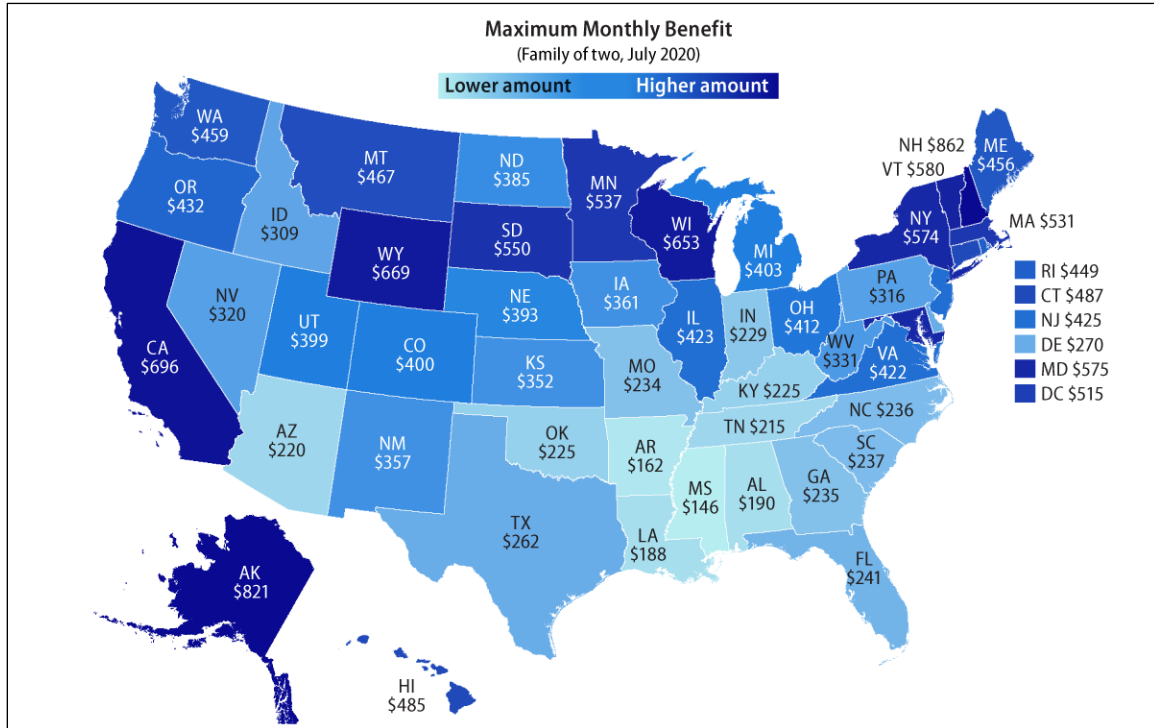 Maximum Monthly Benefit
(Family of two, July 2020)
Lower amount Higher amount
WA
$459
OR
$432
CA
$696
ID
$309
NV
$320
MT
$467
WY
$669
UT
$399
CO
$400
AZ
$220
NM
$357
ND
$385
SD
$550
NE
$393
KS
$352
OK
$225
TX
$262
MN
$537
IA
$361
MO
$234
AR
$162
LA
$188
WI
$653
IL
$423
MI
$403
IN
$229
OH
$412
KY $225
TN $215
MS
$146
AL
$190
GA
$235
FL
$241
SC
$237
NC $236
VA
$422
WV
$331
PA
$316
NY
$574
NH $862
VT $580
ME
$456
MA $531
RI $449
CT $487
NJ $425
DE $270
MD $575
DC $515
AK
$821
HI
$485